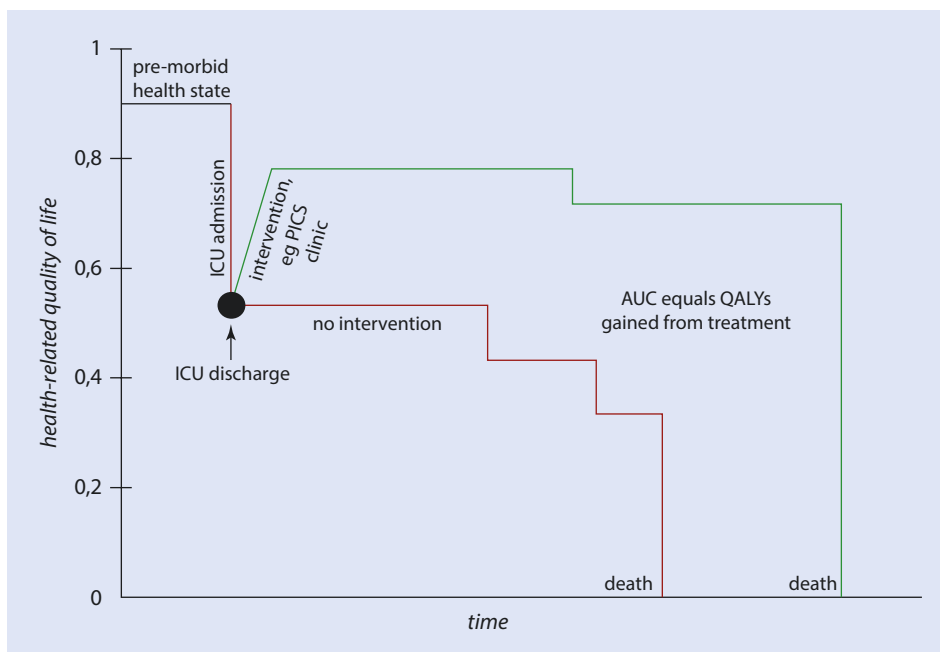 1
pre-morbid
health state
0,8
ICU admission
intervention,
eg PICS
clinic
health-related quality of life
0,6
AUC equals QALYs
gained from treatment
no intervention
ICU discharge
0,4
0,2
death
death
0
time